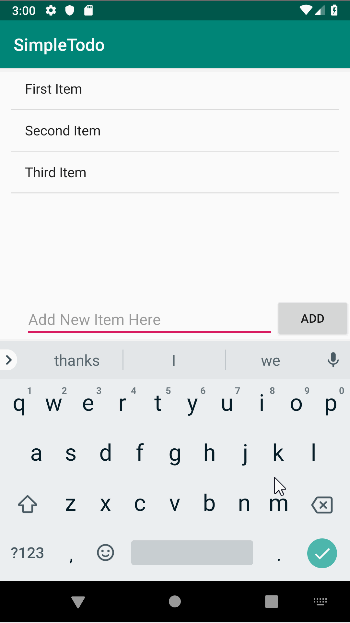 3:00
SimpleTodo
First Item
Second Item
Third Item
Add New Item Here
ADD
thanks I we
1 2 3 4 5 6 7 8 9 0
q w e r t y u i o p
a s d f g h j k l
z x c v b n m
?123 , .